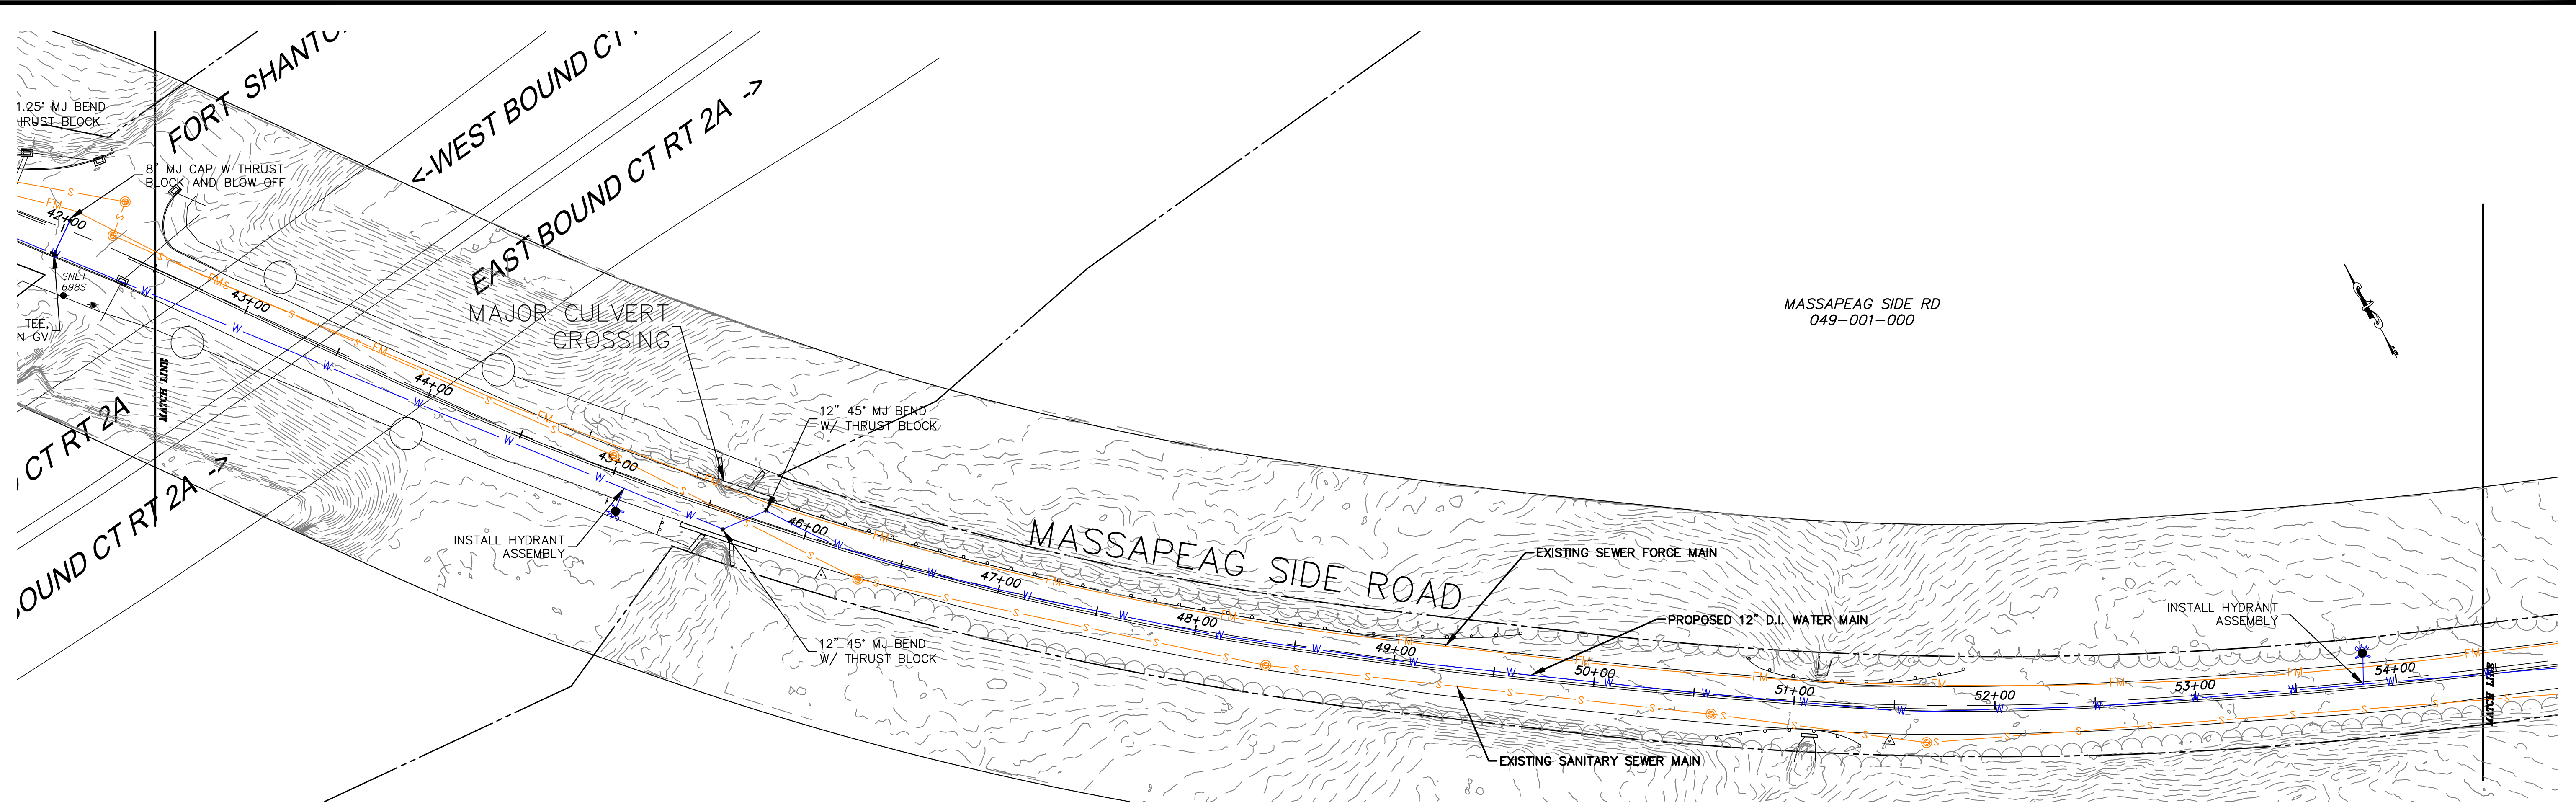 FORT SHANTO
<-WEST BOUND CT
EAST BOUND CT RT 2A ->
1.25° MJ BEND
HRUST BLOCK
8" MJ CAP W THRUST
BLOCK AND BLOW OFF
S
FM
42+00
S
W
SNET
698S
TEE,
N GV
MATCH LINE
CT RT 2A
OUND CT RT 2A ->
43+00
44+00
45+00
46+00
47+00
48+00
49+00
50+00
51+00
52+00
53+00
54+00
MAJOR CULVERT
CROSSING
12" 45° MJ BEND
W/ THRUST BLOCK
INSTALL HYDRANT
ASSEMBLY
12" 45° MJ BEND
W/ THRUST BLOCK
MASSAPEAG SIDE ROAD
EXISTING SEWER FORCE MAIN
PROPOSED 12" D.I. WATER MAIN
EXISTING SANITARY SEWER MAIN
MASSAPEAG SIDE RD
049-001-000
INSTALL HYDRANT
ASSEMBLY
MATCH LINE